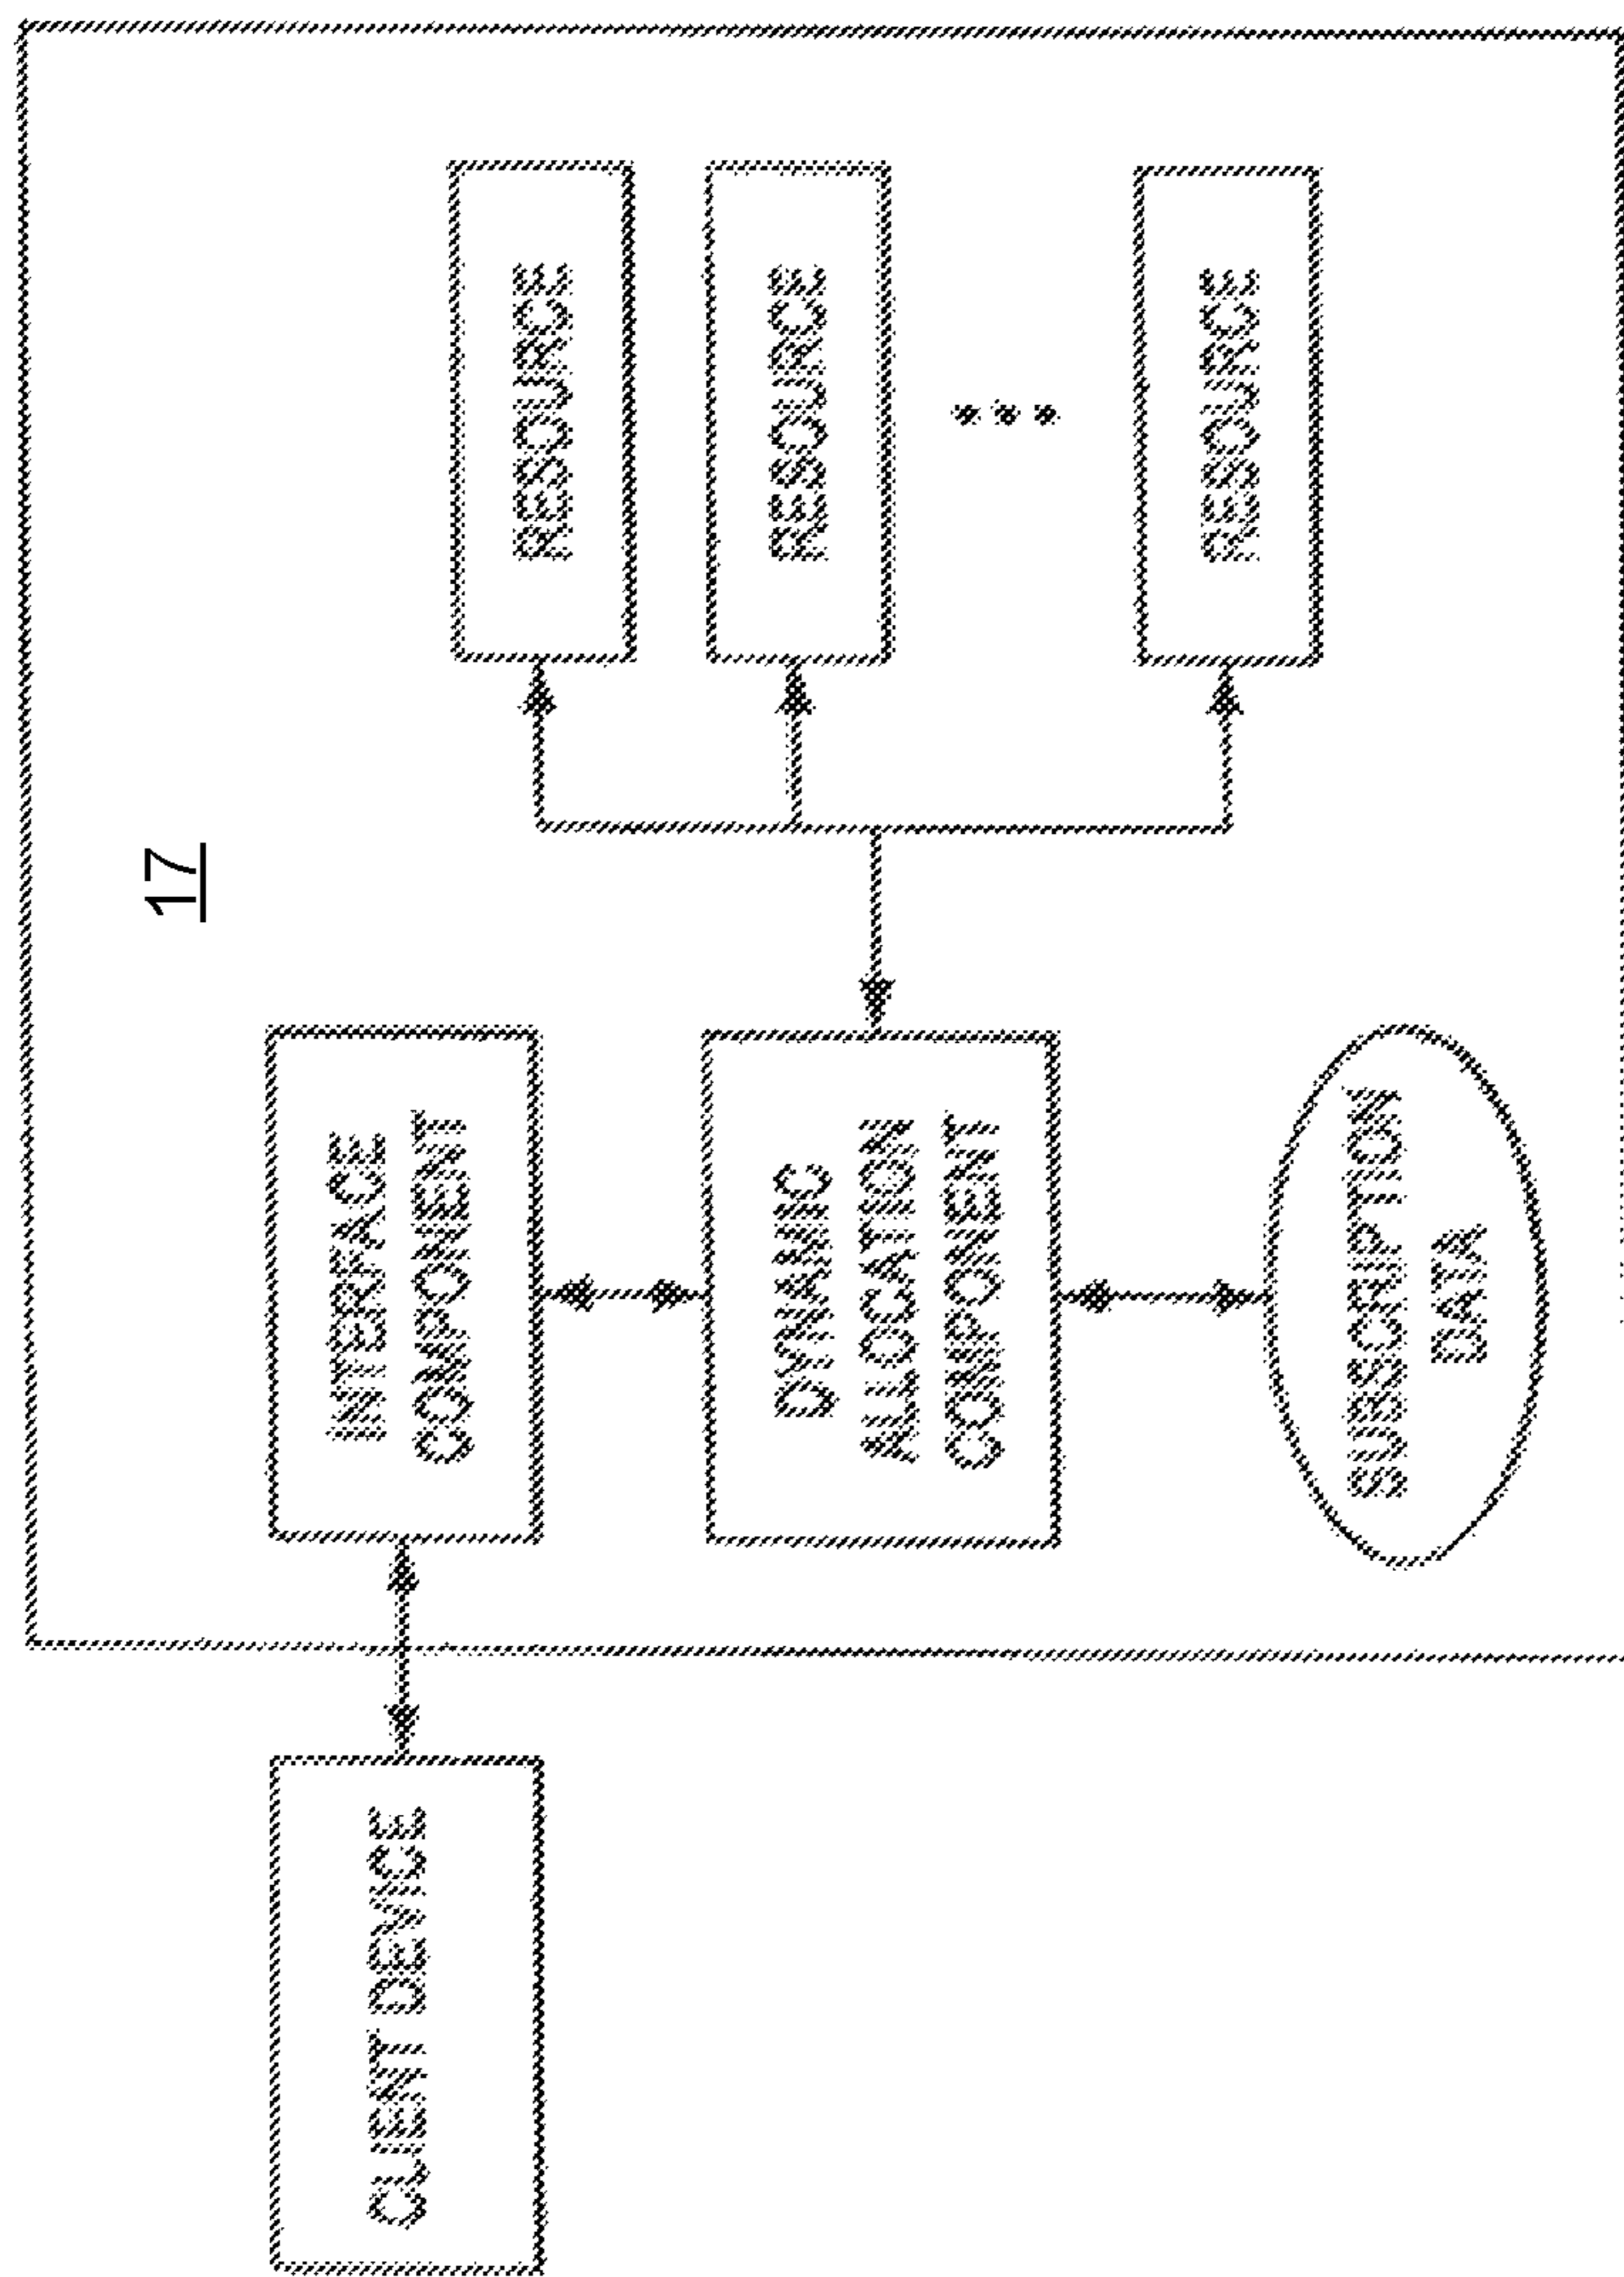 17
CLIENT DEVICE
INTERFACE
COMPONENT
DYNAMIC
ALLOCATION
COMPONENT
SUBSCRIPTION
DATA
RESOURCE
RESOURCE
RESOURCE